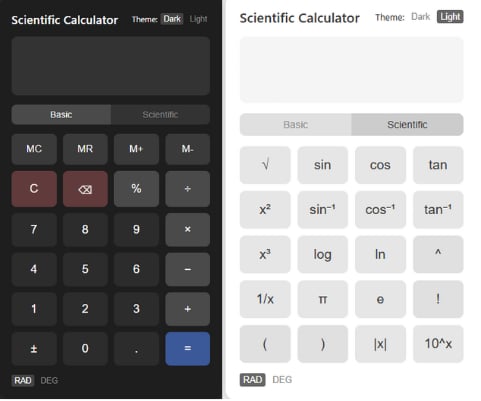 Scientific Calculator Theme: Dark Light
Basic Scientific
MC MR M+ M-
C ⌫ % ÷
7 8 9 ×
4 5 6 −
1 2 3 +
± 0 . =
RAD DEG
Scientific Calculator Theme: Dark Light
Basic Scientific
√ sin cos tan
x² sin⁻¹ cos⁻¹ tan⁻¹
x³ log ln ^
1/x π e !
( ) |x| 10^x
RAD DEG